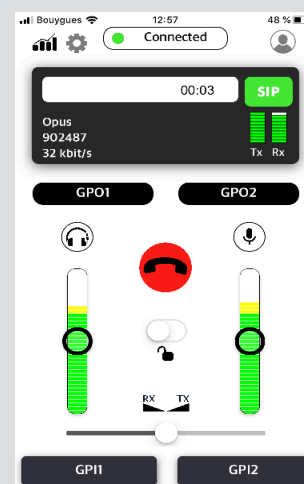 Bouygues 12:57 48 %
Connected
00:03 SIP
Opus
902487
32 kbit/s Tx Rx
GPO1 GPO2
RX TX
GPI1 GPI2